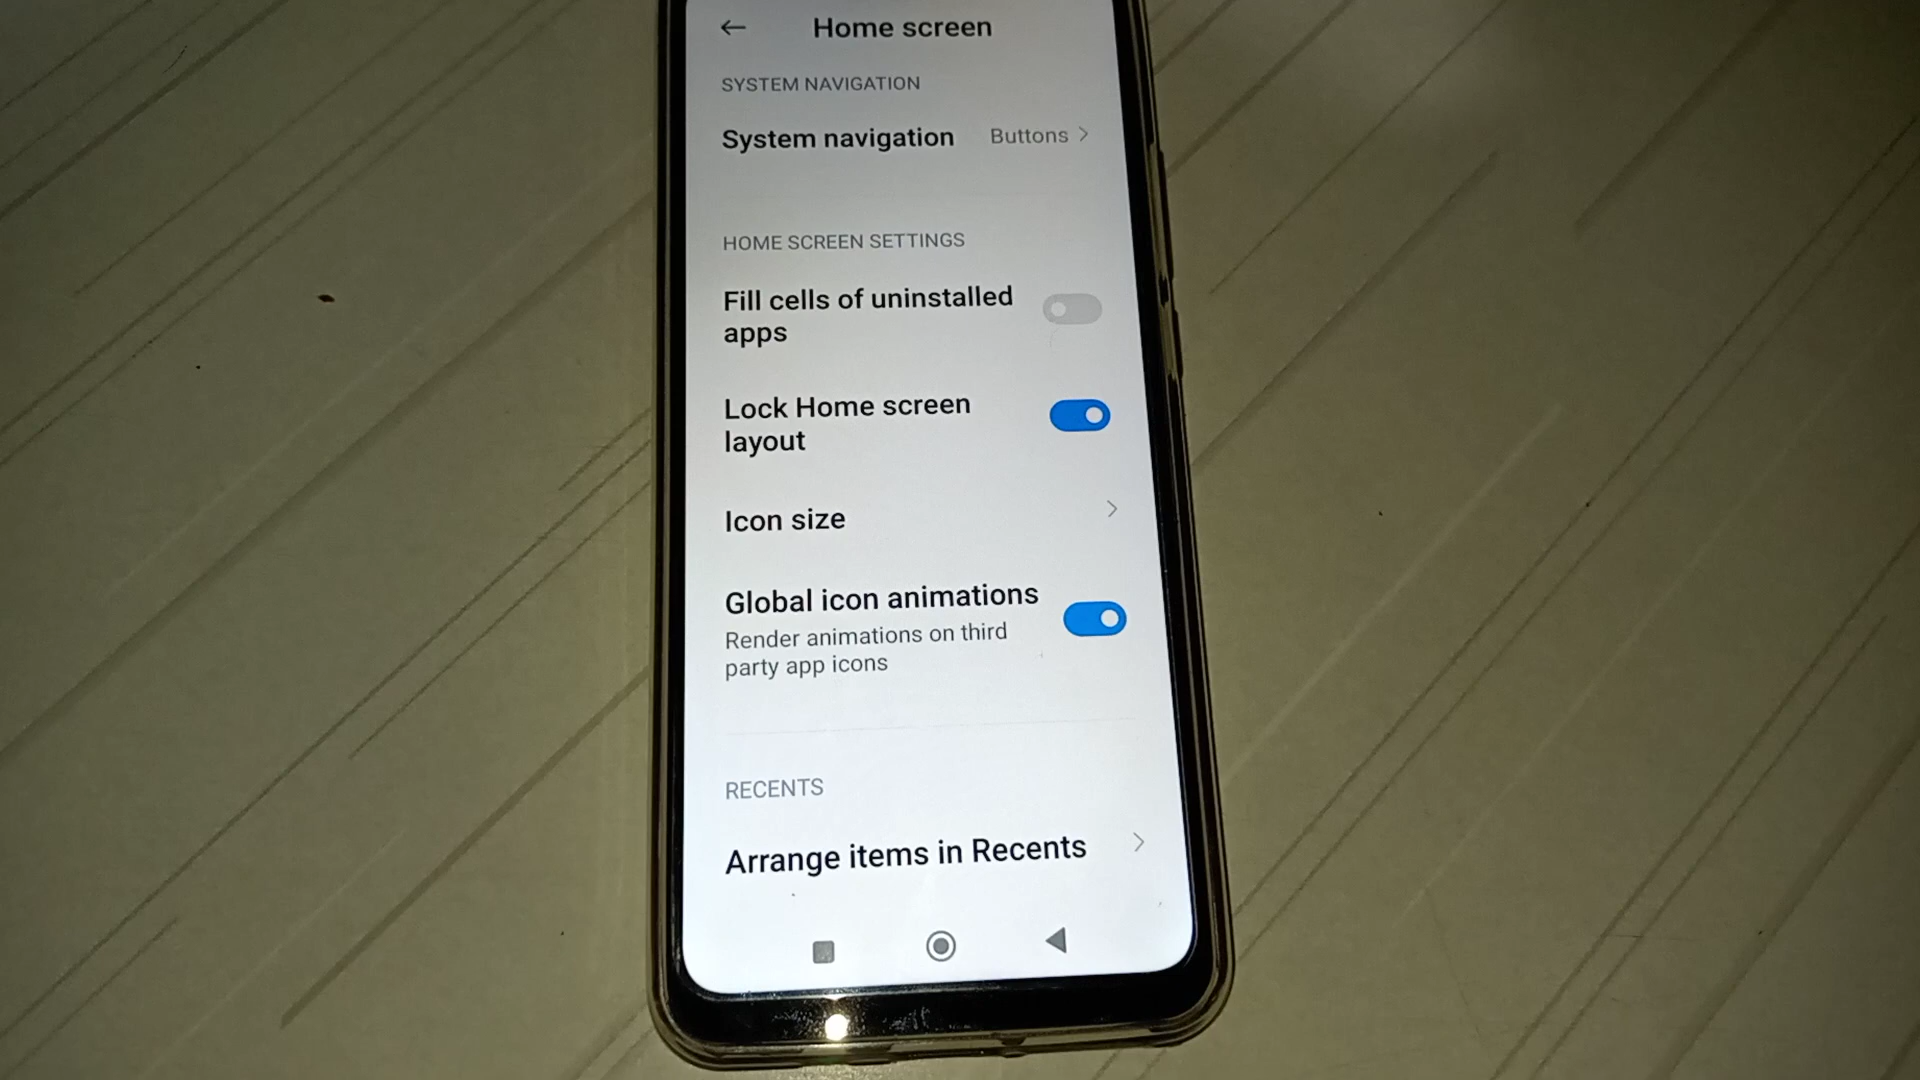 Home screen
SYSTEM NAVIGATION
System navigation Buttons
HOME SCREEN SETTINGS
Fill cells of uninstalled
apps
Lock Home screen
layout
Icon size
Global icon animations
Render animations on third
party app icons
RECENTS
Arrange items in Recents